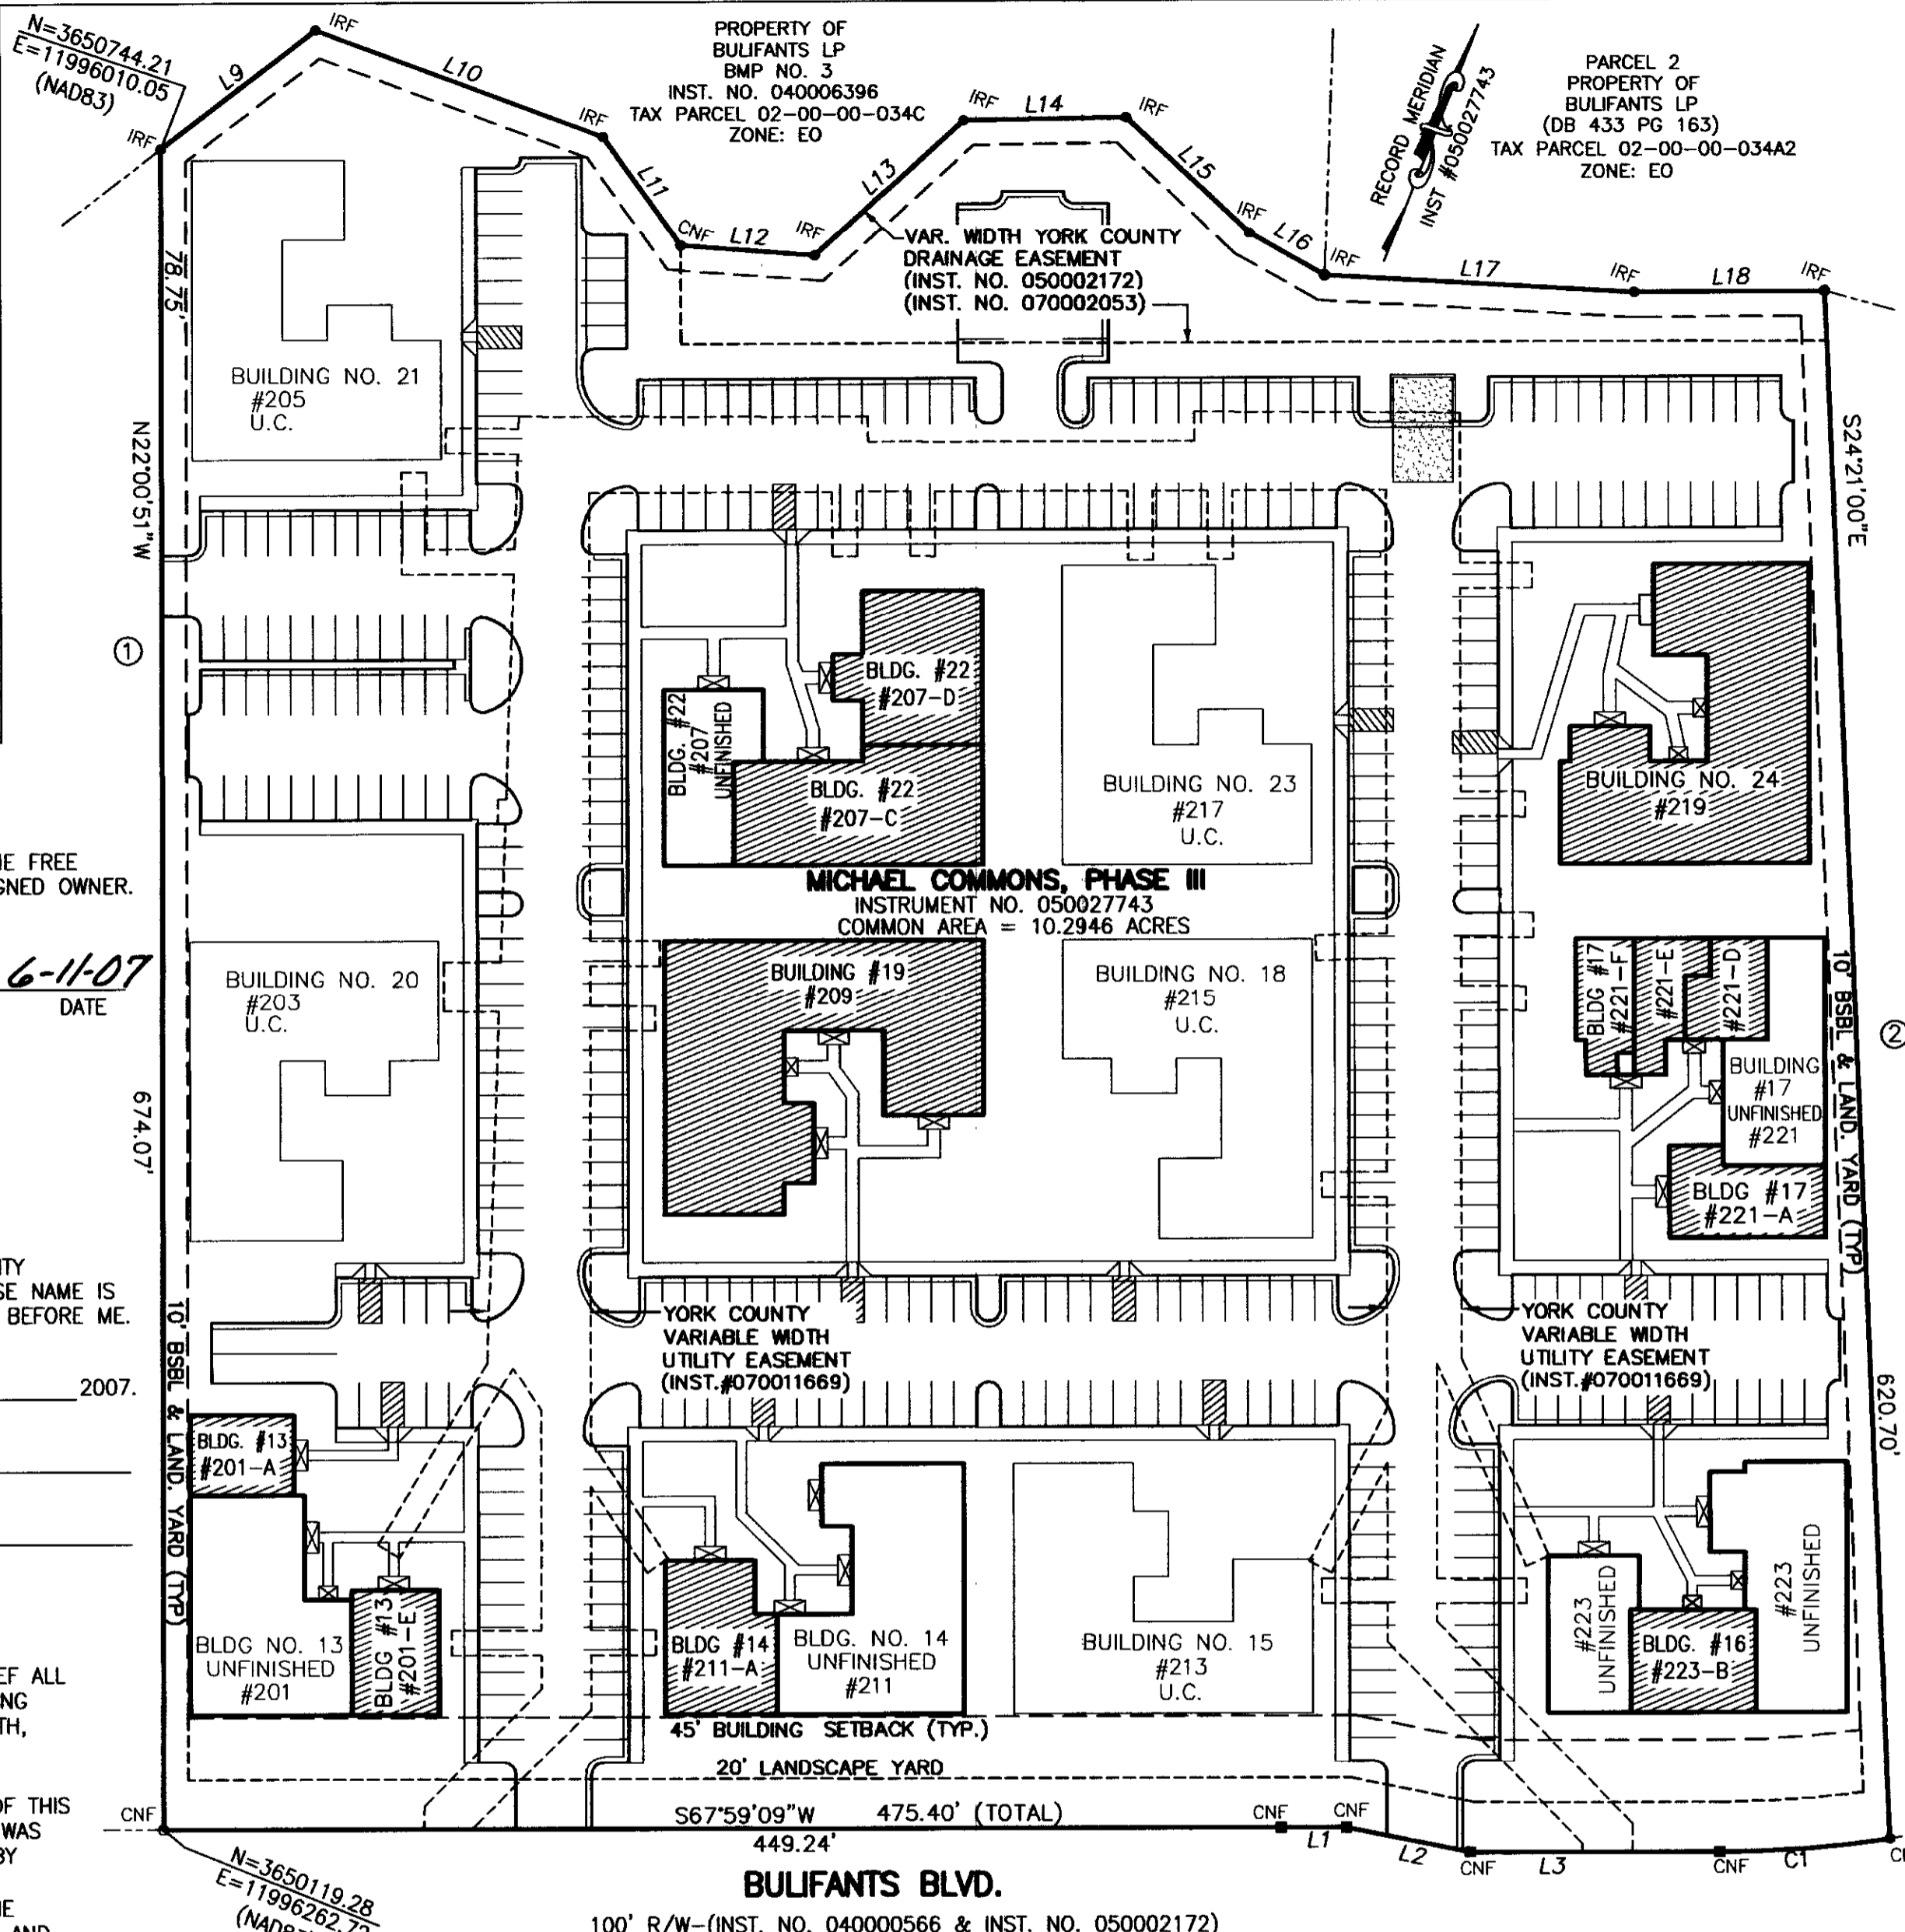 N=3650744.21
E=11996010.05
(NAD83)
IRF
L9
IRF
L10
IRF
PROPERTY OF
BULIFANTS LP
BMP NO. 3
INST. NO. 040006396
TAX PARCEL 02-00-00-034C
ZONE: EO
L11
CNF
L12
IRF
L13
IRF
L14
IRF
L15
IRF
L16
IRF
L17
IRF
L18
IRF
RECORD MERIDIAN
INST #050027743
PARCEL 2
PROPERTY OF
BULIFANTS LP
(DB 433 PG 163)
TAX PARCEL 02-00-00-034A2
ZONE: EO
VAR. WIDTH YORK COUNTY
DRAINAGE EASEMENT
(INST. NO. 050002172)
(INST. NO. 070002053)
78.75'
N22°00'51"W
S24°21'00"E
BUILDING NO. 21
#205
U.C.
1
BLDG. #22
#207
UNFINISHED
BLDG. #22
#207-D
BLDG. #22
#207-C
BUILDING NO. 23
#217
U.C.
BUILDING NO. 24
#219
E FREE
GNED OWNER.
MICHAEL COMMONS, PHASE III
INSTRUMENT NO. 050027743
COMMON AREA = 10.2946 ACRES
6-11-07
DATE
BUILDING NO. 20
#203
U.C.
BUILDING #19
#209
BUILDING NO. 18
#215
U.C.
BLDG #17
#221-F
#221-E
#221-D
BUILDING
#17
UNFINISHED
#221
BLDG #17
#221-A
10' BSBL & LAND. YARD (TYP)
2
674.07'
620.70'
ITY
SE NAME IS
BEFORE ME.
2007.
10' BSBL & LAND. YARD (TYP)
YORK COUNTY
VARIABLE WIDTH
UTILITY EASEMENT
(INST.#070011669)
YORK COUNTY
VARIABLE WIDTH
UTILITY EASEMENT
(INST.#070011669)
BLDG. #13
#201-A
BLDG NO. 13
UNFINISHED
#201
BLDG #13
#201-E
BLDG #14
#211-A
BLDG. NO. 14
UNFINISHED
#211
BUILDING NO. 15
#213
U.C.
#223
UNFINISHED
BLDG. #16
#223-B
#223
UNFINISHED
EF ALL
NG
TH,
45' BUILDING SETBACK (TYP.)
20' LANDSCAPE YARD
OF THIS
WAS
BY
CNF
S67°59'09"W 475.40' (TOTAL)
449.24'
CNF
L1
CNF
L2
CNF
L3
CNF
C1
N=3650119.28
E=11996262.72
BULIFANTS BLVD.
100' R/W-(INST. NO. 040000566 & INST. NO. 050002172)